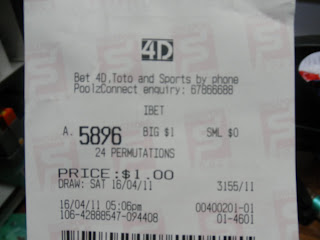 4D
Bet 4D,Toto and Sports by phone
PoolzConnect enquiry: 67866688
IBET
A. 5896 BIG $1 SML $0
24 PERMUTATIONS
PRICE:$1.00
DRAW: SAT 16/04/11 3155/11
16/04/11 05:06pm 00400201-01
106-42888547-094408 01-4601